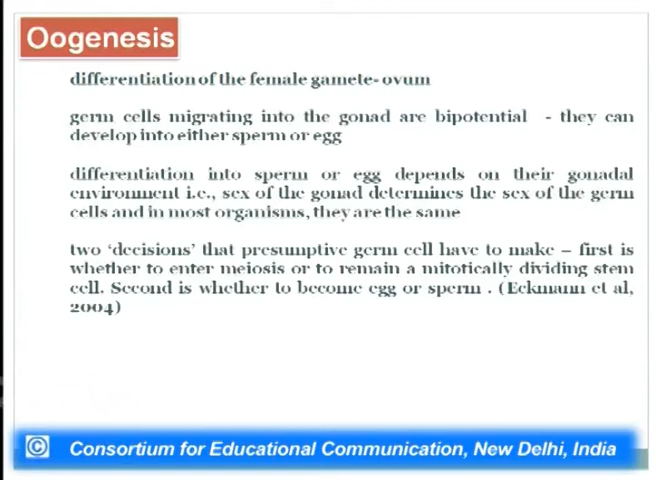 Oogenesis
differentiation of the female gamete- ovum
germ cells migrating into the gonad are bipotential - they can
develop into either sperm or egg
differentiation into sperm or egg depends on their gonadal
environment i.e., sex of the gonad determines the sex of the germ
cells and in most organisms, they are the same
two ‘decisions’ that presumptive germ cell have to make – first is
whether to enter meiosis or to remain a mitotically dividing stem
cell. Second is whether to become egg or sperm . (Eckmann et al,
2004)
© Consortium for Educational Communication, New Delhi, India